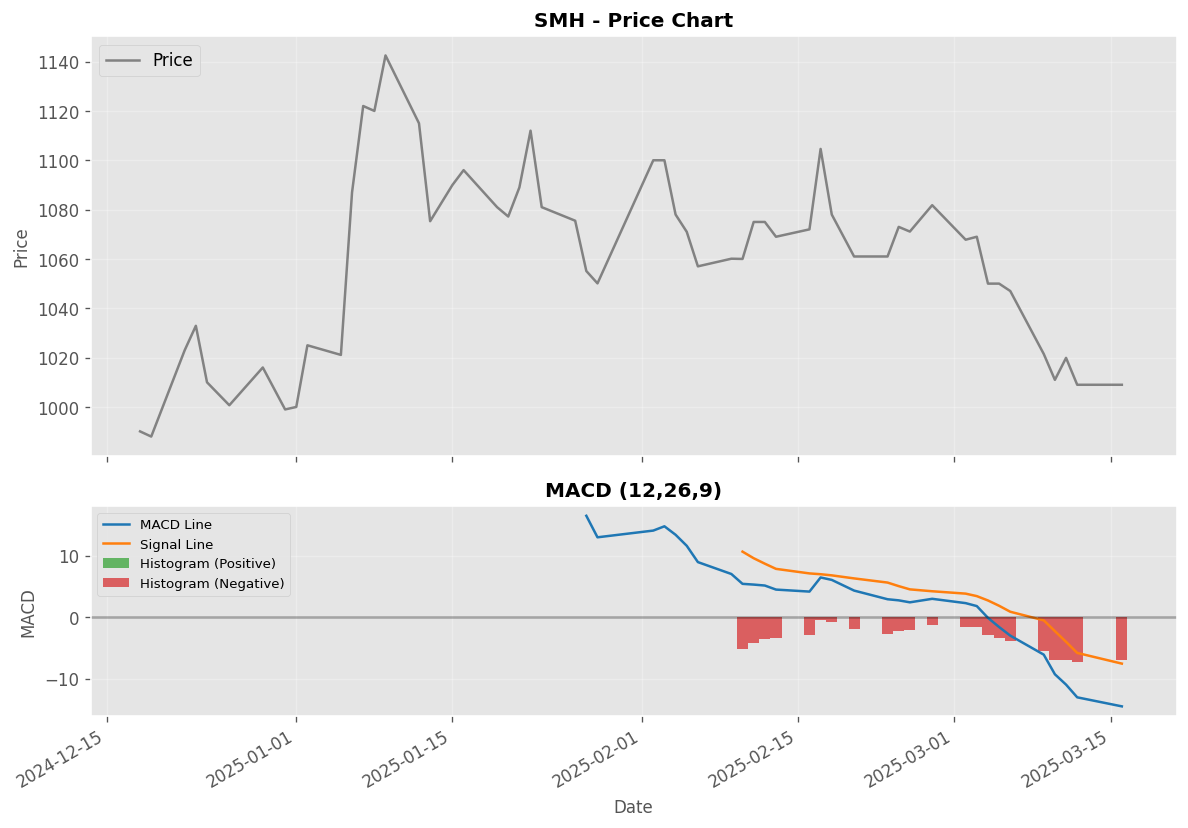 SMH - Price Chart
Price
1140
1120
1100
1080
1060
1040
1020
1000
Price
MACD (12,26,9)
MACD Line
Signal Line
Histogram (Positive)
Histogram (Negative)
10
0
−10
MACD
2024-12-15
2025-01-01
2025-01-15
2025-02-01
2025-02-15
2025-03-01
2025-03-15
Date